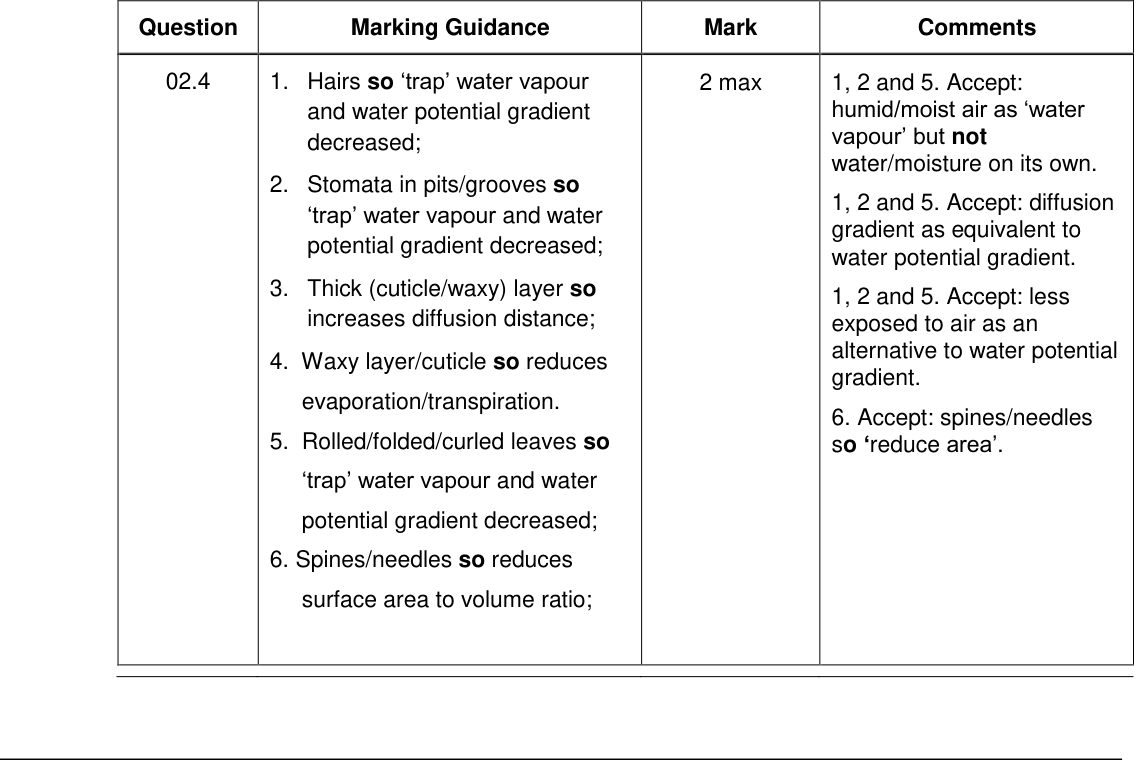 Question Marking Guidance Mark Comments
02.4
1. Hairs so ‘trap’ water vapour
and water potential gradient
decreased;
2. Stomata in pits/grooves so
‘trap’ water vapour and water
potential gradient decreased;
3. Thick (cuticle/waxy) layer so
increases diffusion distance;
4. Waxy layer/cuticle so reduces
evaporation/transpiration.
5. Rolled/folded/curled leaves so
‘trap’ water vapour and water
potential gradient decreased;
6. Spines/needles so reduces
surface area to volume ratio;
2 max
1, 2 and 5. Accept:
humid/moist air as ‘water
vapour’ but not
water/moisture on its own.
1, 2 and 5. Accept: diffusion
gradient as equivalent to
water potential gradient.
1, 2 and 5. Accept: less
exposed to air as an
alternative to water potential
gradient.
6. Accept: spines/needles
so ‘reduce area’.